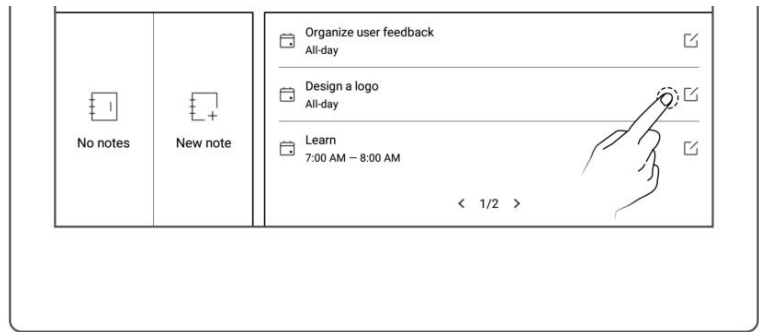 No notes
New note
Organize user feedback
All-day
Design a logo
All-day
Learn
7:00 AM — 8:00 AM
< 1/2 >